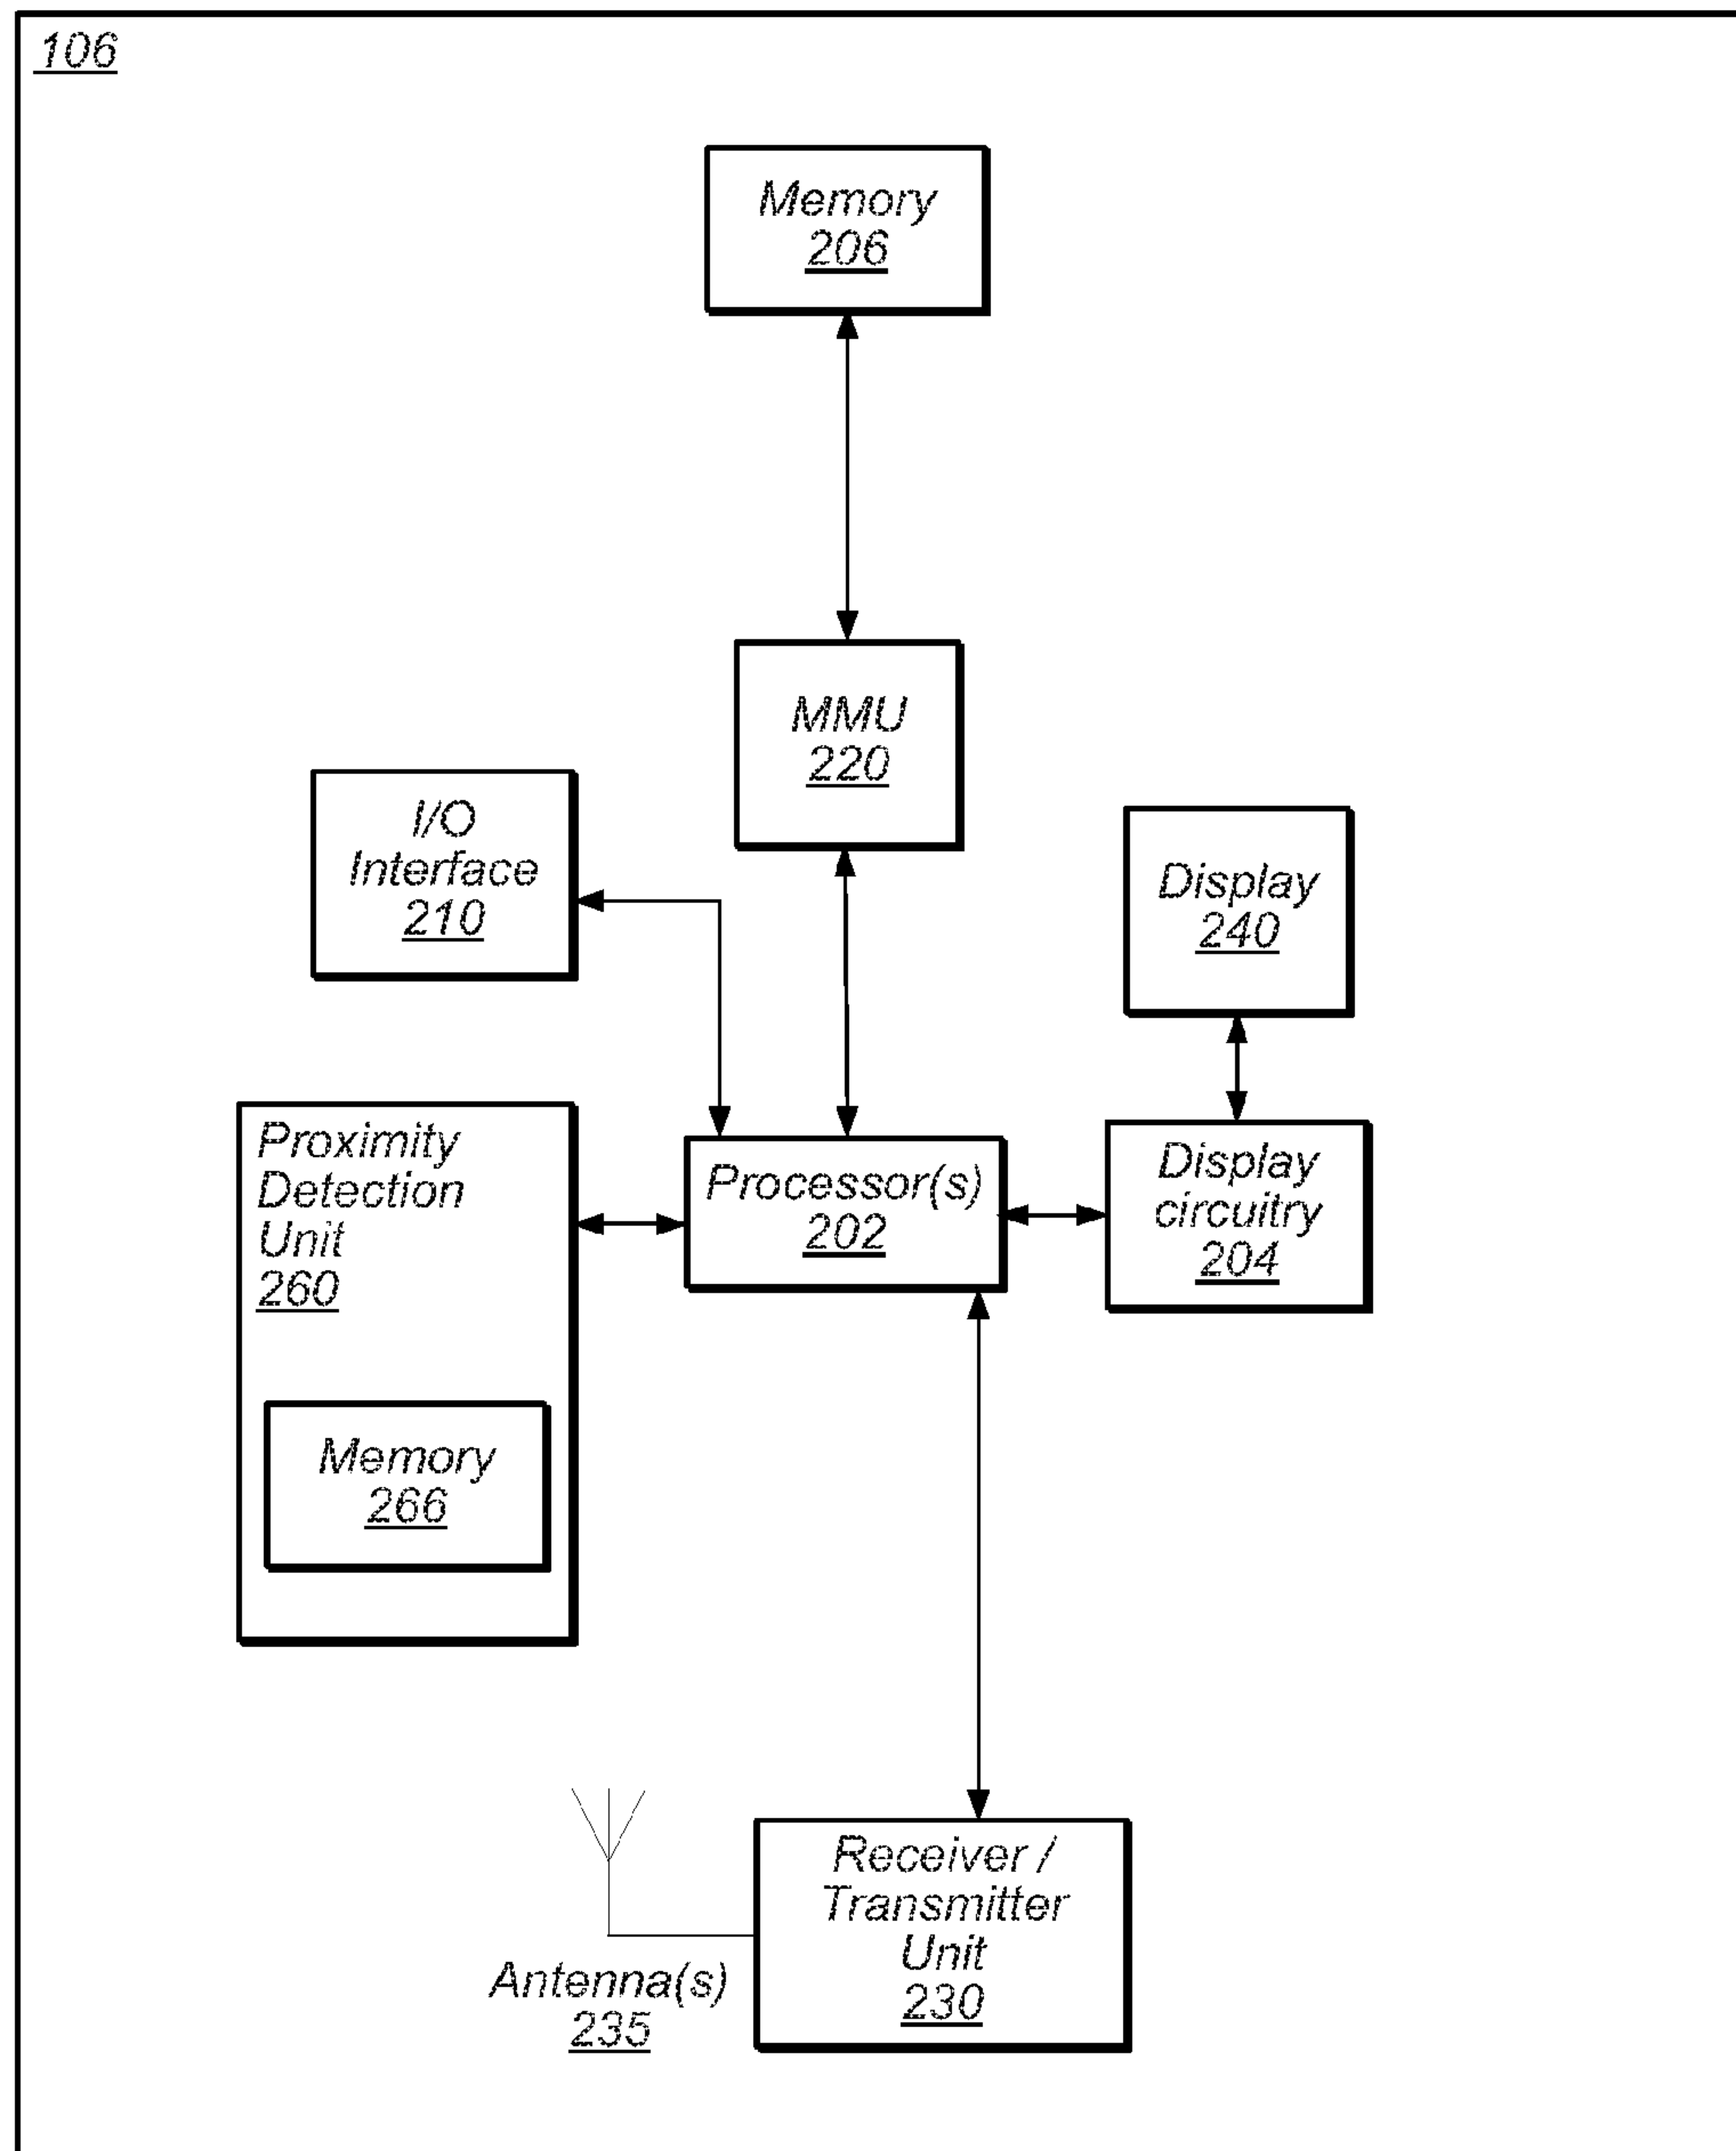 106
Memory
206
MMU
220
I/O
Interface
210
Display
240
Proximity
Detection
Unit
260
Processor(s)
202
Display
circuitry
204
Memory
266
Receiver /
Transmitter
Unit
230
Antenna(s)
235